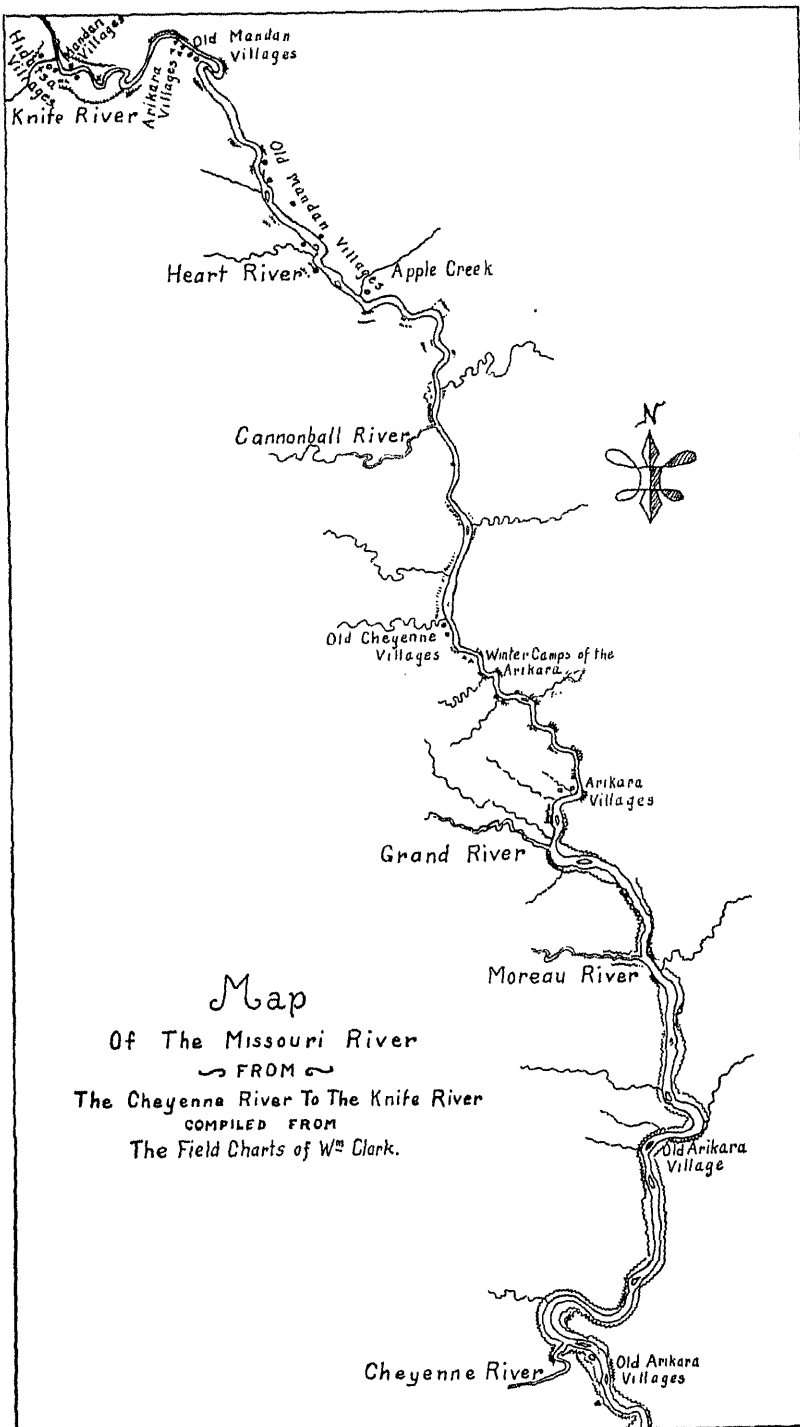 Hidatsa
Villages
Mandan
Villages
Old Mandan
Villages
Arikara
Villages
Knife River
Old Mandan Villages
Heart River
Apple Creek
N
Cannonball River
Old Cheyenne
Villages
Winter Camps of the
Arikara
Arikara
Villages
Grand River
Moreau River
Map
Of The Missouri River
FROM
The Cheyenne River To The Knife River
COMPILED FROM
The Field Charts of Wm Clark.
Old Arikara
Village
Cheyenne River
Old Arikara
Villages